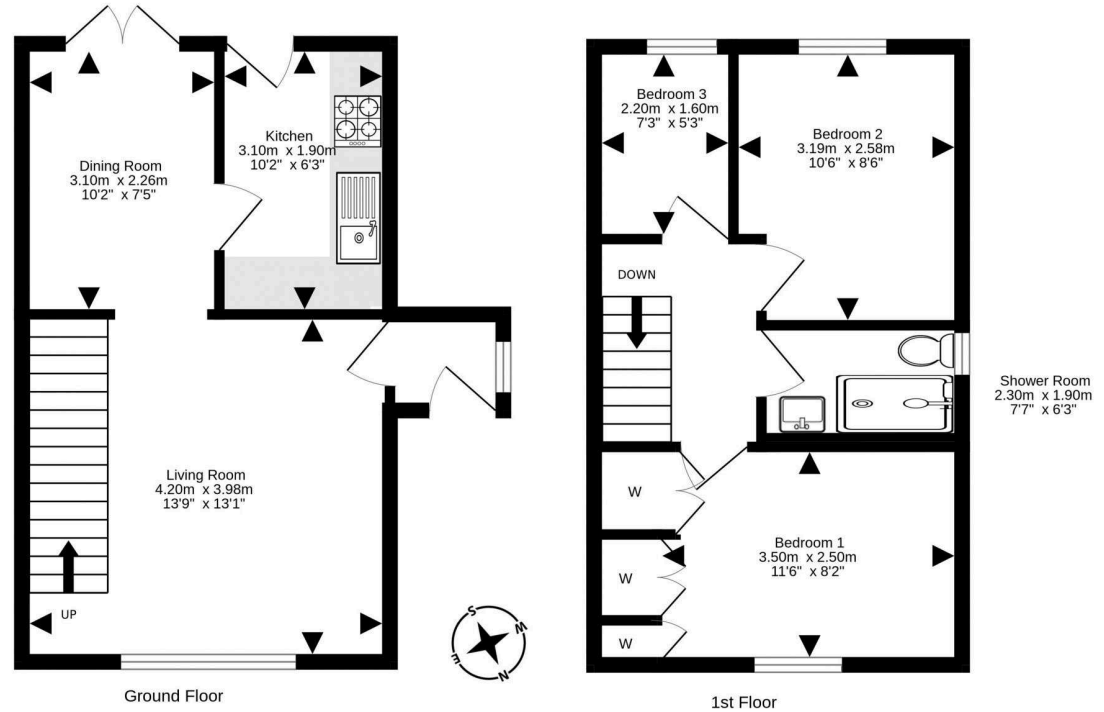 Dining Room
3.10m x 2.26m
10'2" x 7'5"
Kitchen
3.10m x 1.90m
10'2" x 6'3"
Living Room
4.20m x 3.98m
13'9" x 13'1"
UP
Ground Floor
S
W
E
N
Bedroom 3
2.20m x 1.60m
7'3" x 5'3"
Bedroom 2
3.19m x 2.58m
10'6" x 8'6"
DOWN
Shower Room
2.30m x 1.90m
7'7" x 6'3"
W
W
W
Bedroom 1
3.50m x 2.50m
11'6" x 8'2"
1st Floor